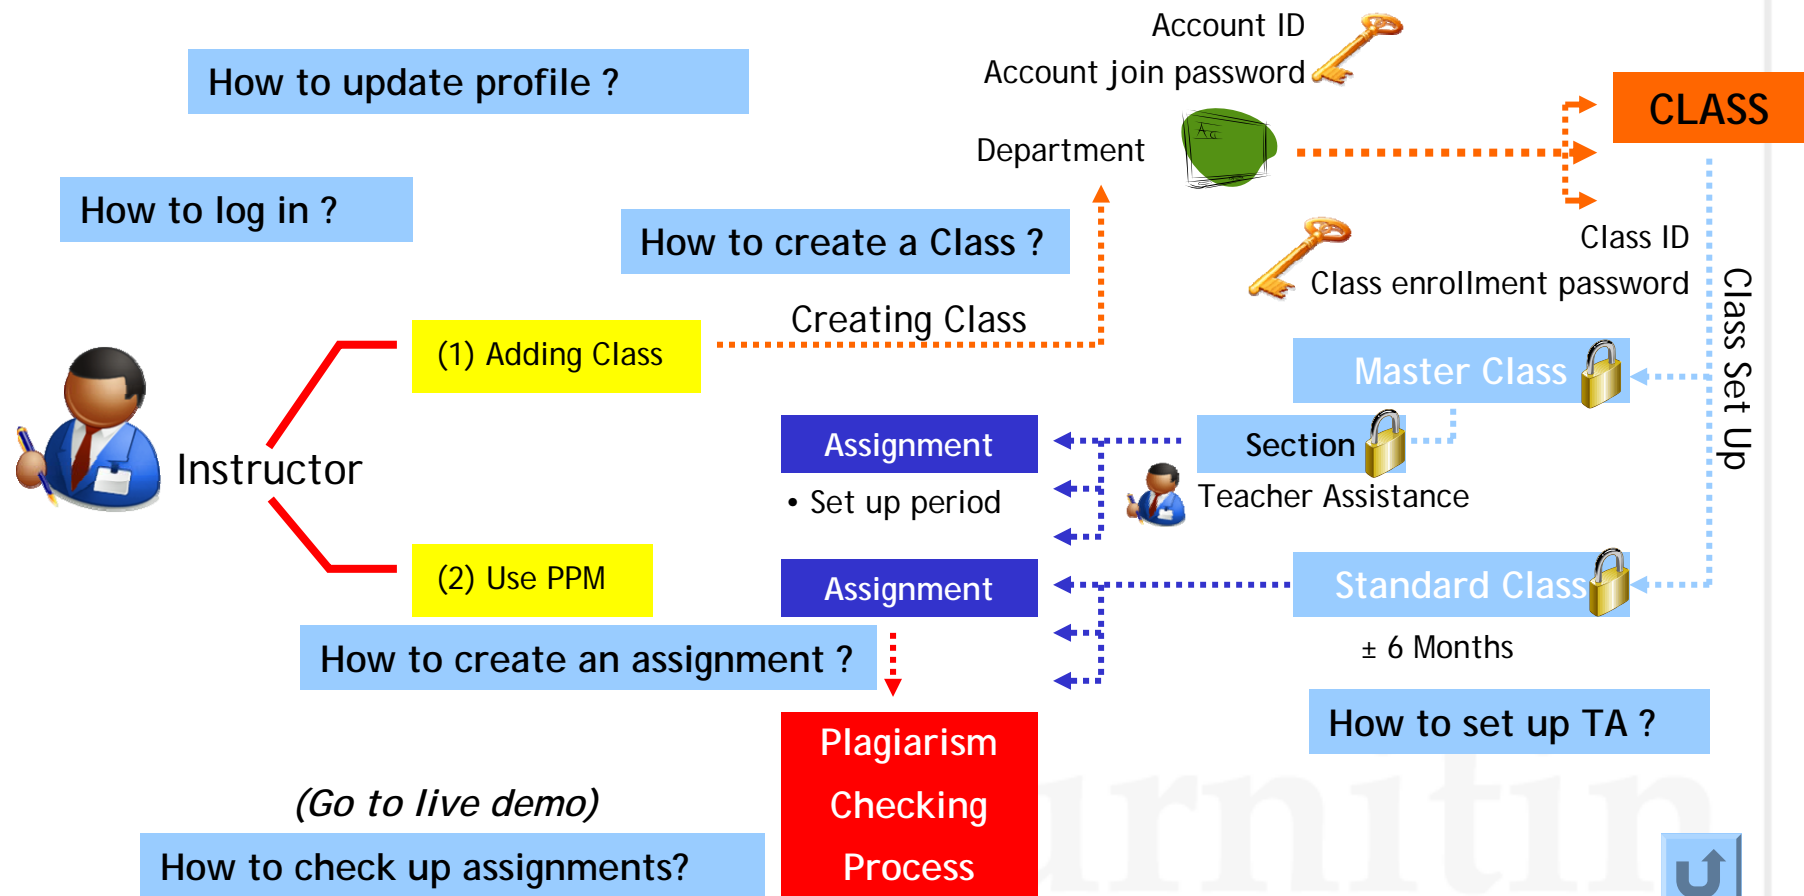 Account ID
Account join password
How to update profile ?
CLASS
Department
How to log in ?
How to create a Class ?
Class ID
Class enrollment password
Creating Class
(1) Adding Class
Class Set Up
Master Class
Assignment
Section
Instructor
• Set up period
Teacher Assistance
(2) Use PPM
Assignment
Standard Class
How to create an assignment ?
± 6 Months
How to set up TA ?
Plagiarism
Checking
Process
(Go to live demo)
How to check up assignments?